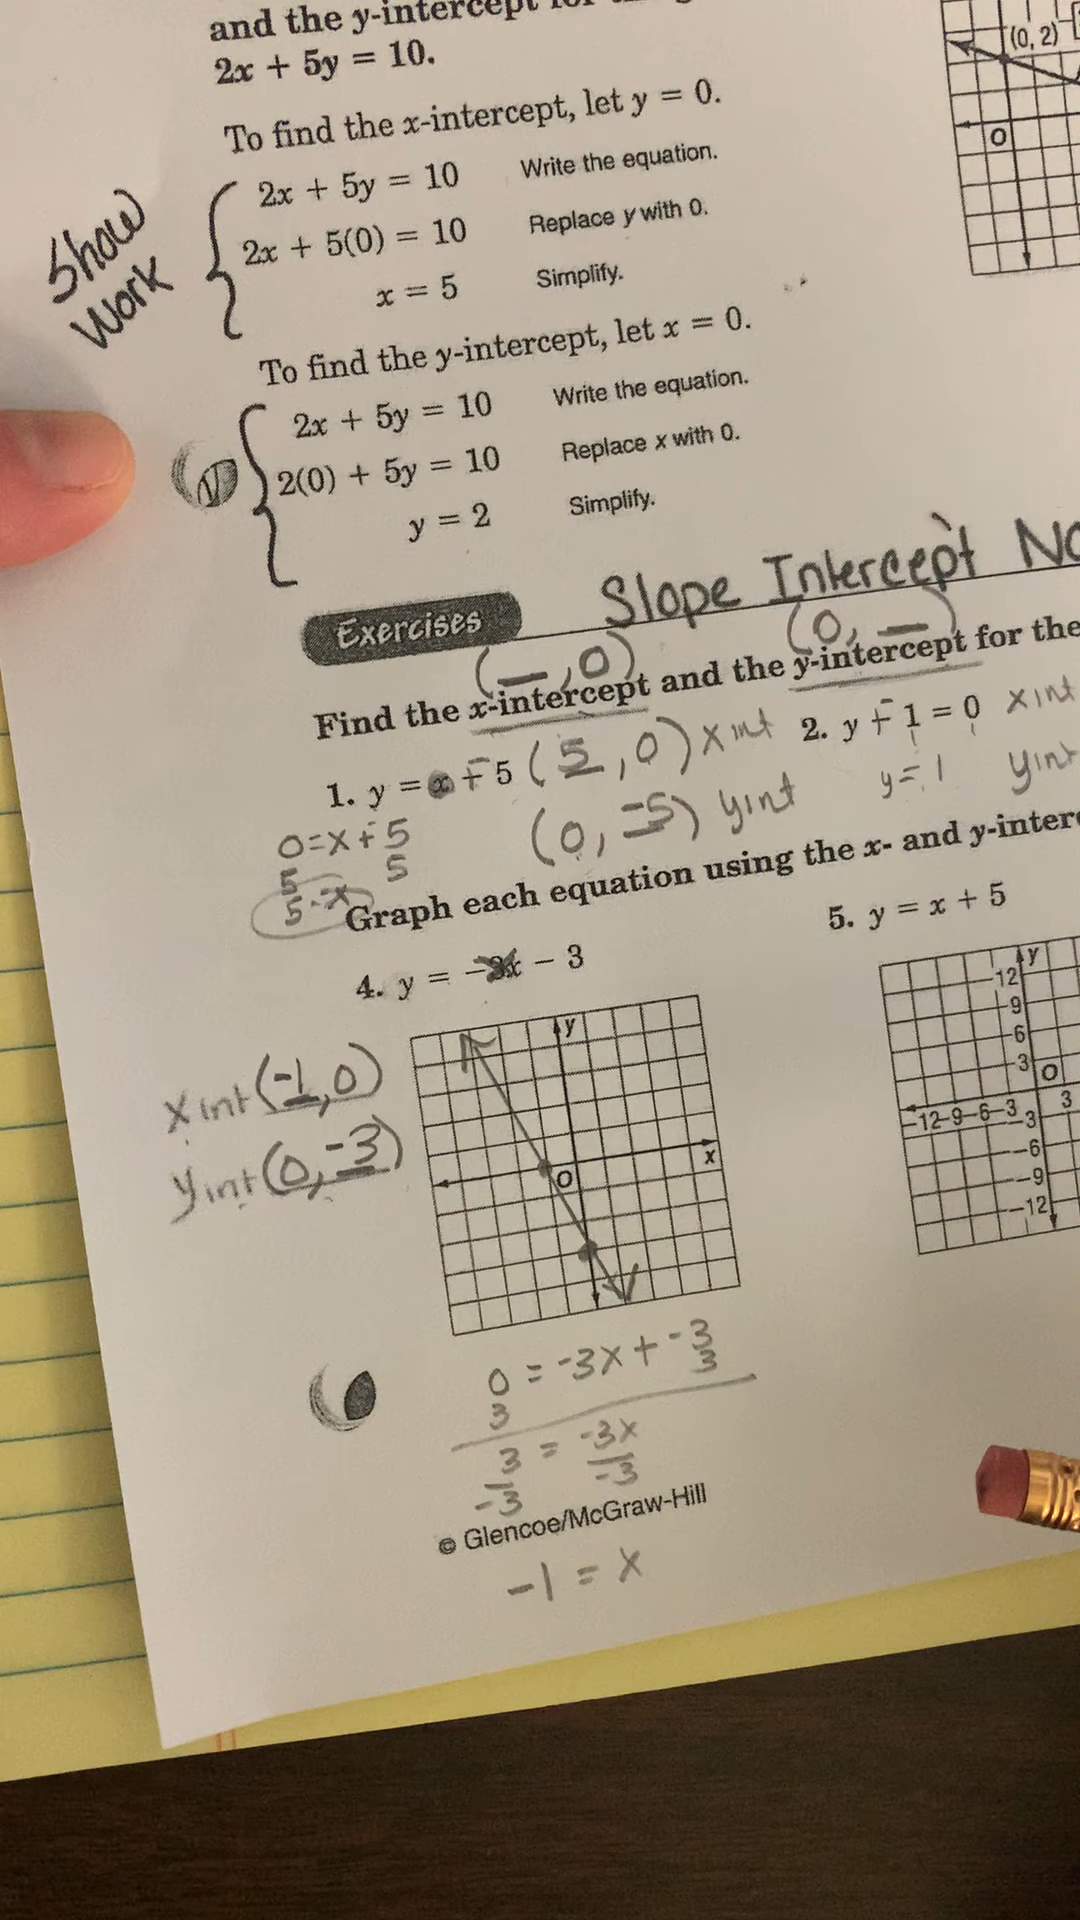 and the y-intercept
2x + 5y = 10.
To find the x-intercept, let y = 0.
2x + 5y = 10 Write the equation.
2x + 5(0) = 10 Replace y with 0.
x = 5 Simplify.
Show
Work
To find the y-intercept, let x = 0.
2x + 5y = 10 Write the equation.
2(0) + 5y = 10 Replace x with 0.
y = 2 Simplify.
(0, 2)
O
Slope Intercept
Exercises
(_, 0) (0, _)
Find the x-intercept and the y-intercept for the
1. y = x - 5 (5, 0) x int
(0, -5) y int
0=x+-5
5 5
5=x
2. y - 1 = 0 x int
y = 1 y int
Graph each equation using the x- and y-inter
4. y = -3x - 3
5. y = x + 5
x int (-1, 0)
y int (0, -3)
y
x
O
y
12
9
6
3
O
-12 -9 -6 -3 3
-3
-6
-9
-12
0 = -3x + -3
3 3
3 = -3x
-3 -3
© Glencoe/McGraw-Hill
-1 = x